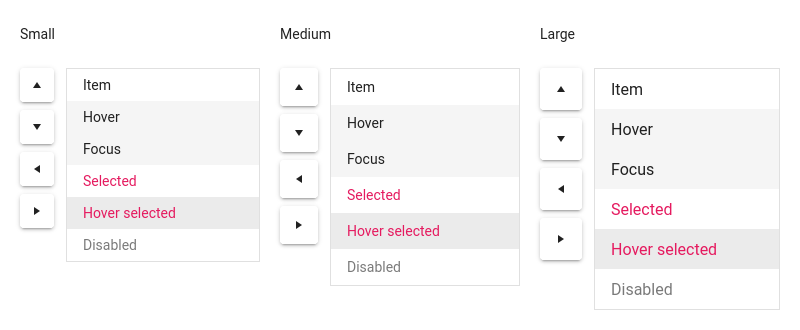 Small
Item
Hover
Focus
Selected
Hover selected
Disabled
Medium
Item
Hover
Focus
Selected
Hover selected
Disabled
Large
Item
Hover
Focus
Selected
Hover selected
Disabled